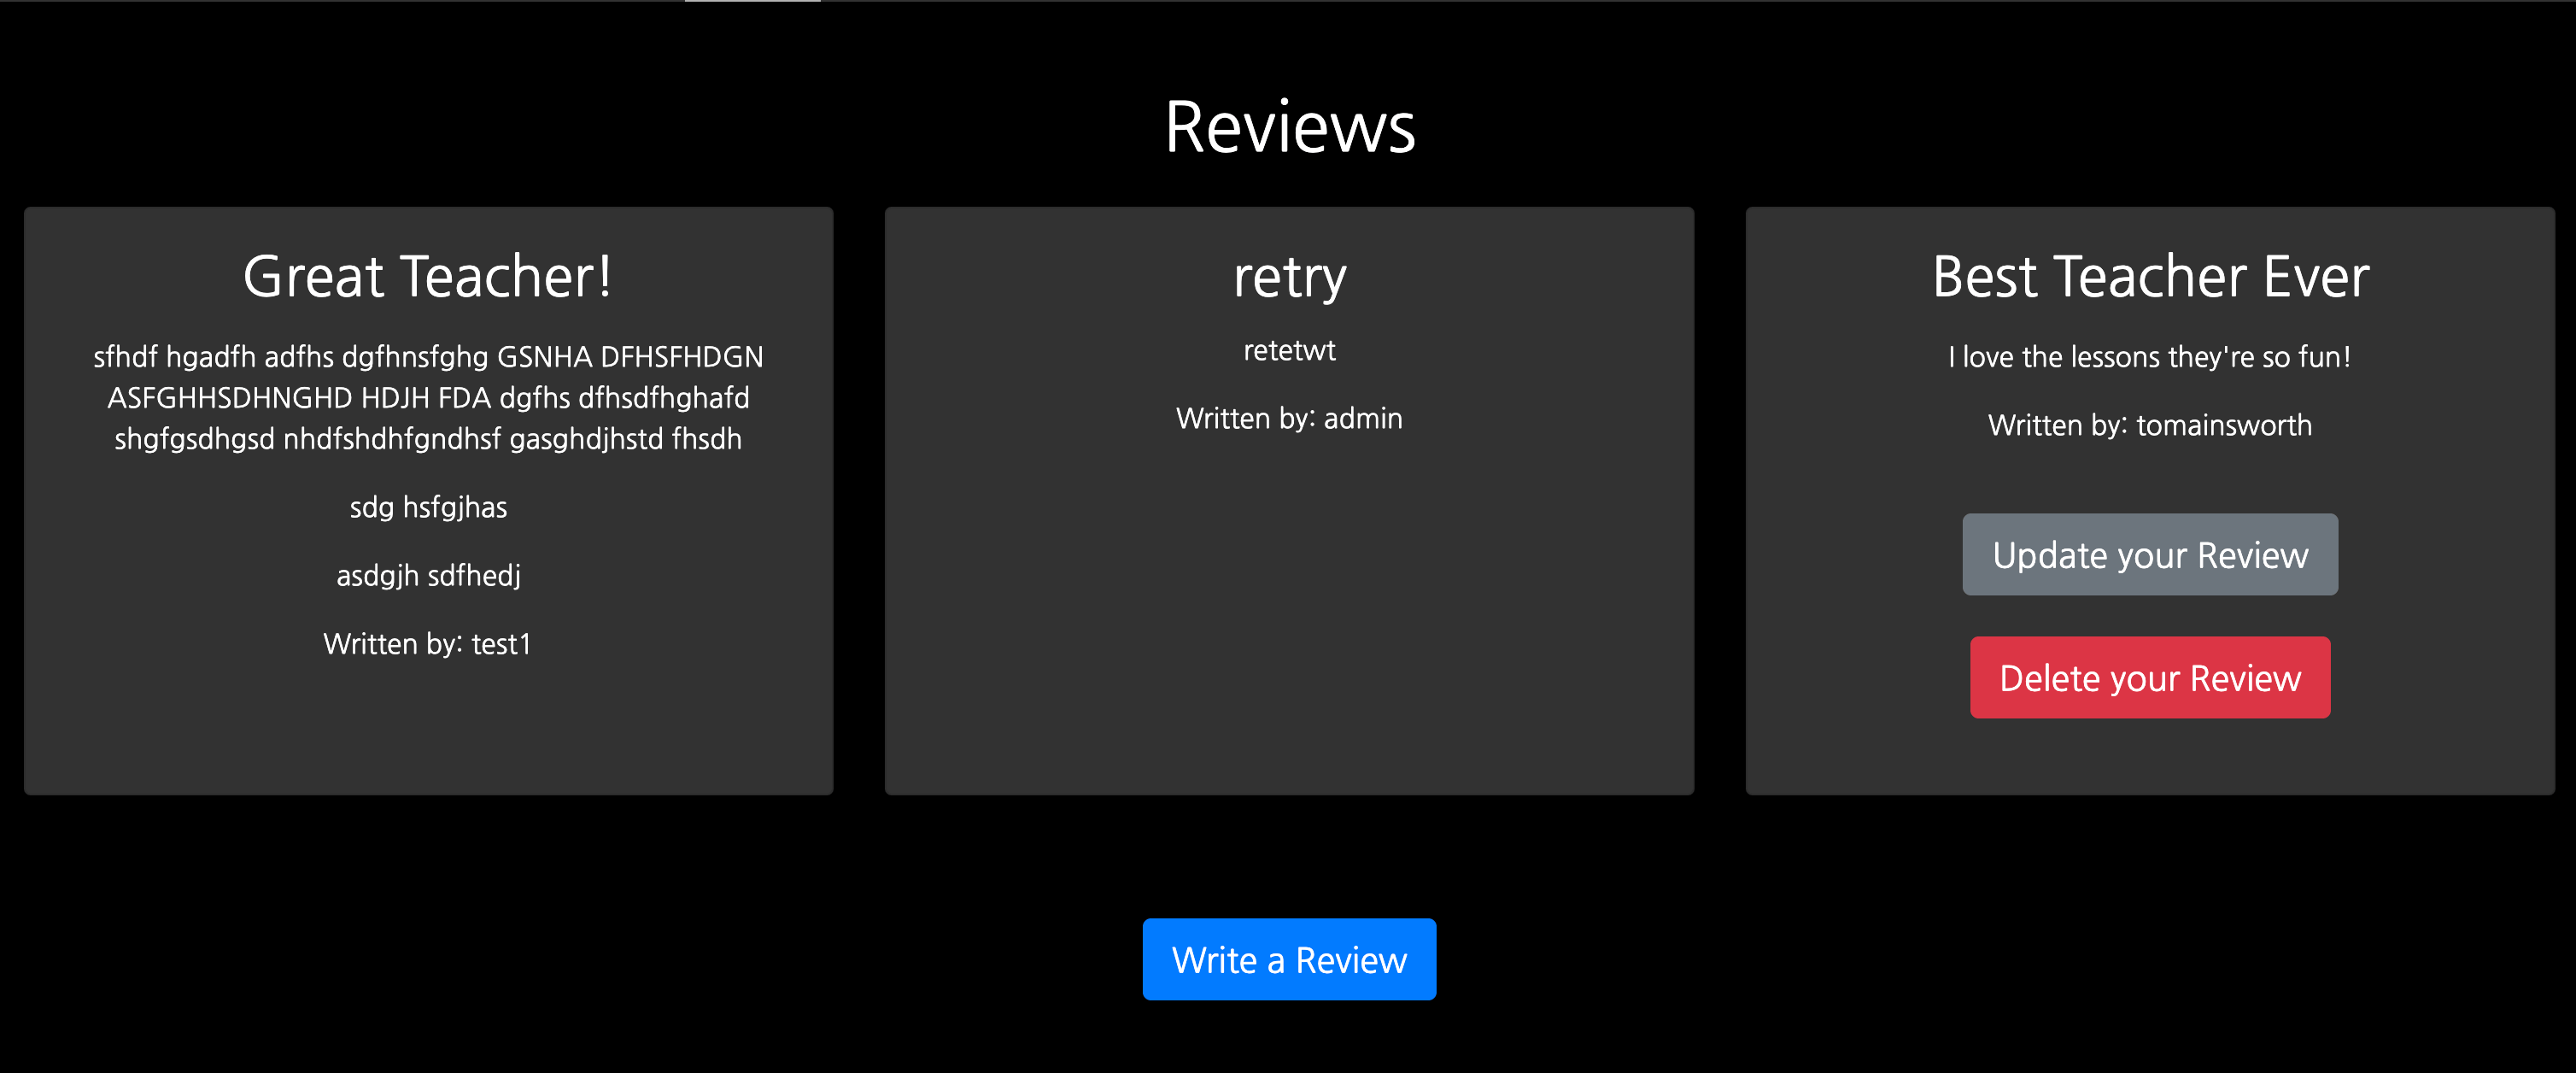 Reviews
Great Teacher!
sfhdf hgadfh adfhs dgfhnsfghg GSNHA DFHSFHDGN
ASFGHHSDHNGHD HDJH FDA dgfhs dfhsdfhghafd
shgfgsdhgsd nhdfshdhfgndhsf gasghdjhstd fhsdh
sdg hsfgjhas
asdgjh sdfhedj
Written by: test1
retry
retetwt
Written by: admin
Best Teacher Ever
I love the lessons they're so fun!
Written by: tomainsworth
Update your Review
Delete your Review
Write a Review